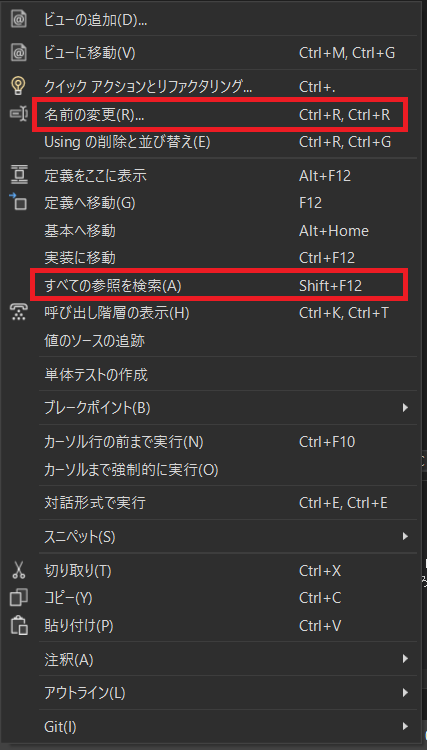 ビューの追加(D)...
ビューに移動(V) Ctrl+M, Ctrl+G
クイック アクションとリファクタリング... Ctrl+.
名前の変更(R)... Ctrl+R, Ctrl+R
Using の削除と並び替え(E) Ctrl+R, Ctrl+G
定義をここに表示 Alt+F12
定義へ移動(G) F12
基本へ移動 Alt+Home
実装に移動 Ctrl+F12
すべての参照を検索(A) Shift+F12
呼び出し階層の表示(H) Ctrl+K, Ctrl+T
値のソースの追跡
単体テストの作成
ブレークポイント(B)
カーソル行の前まで実行(N) Ctrl+F10
カーソルまで強制的に実行(O)
対話形式で実行 Ctrl+E, Ctrl+E
スニペット(S)
切り取り(T) Ctrl+X
コピー(Y) Ctrl+C
貼り付け(P) Ctrl+V
注釈(A)
アウトライン(L)
Git(I)